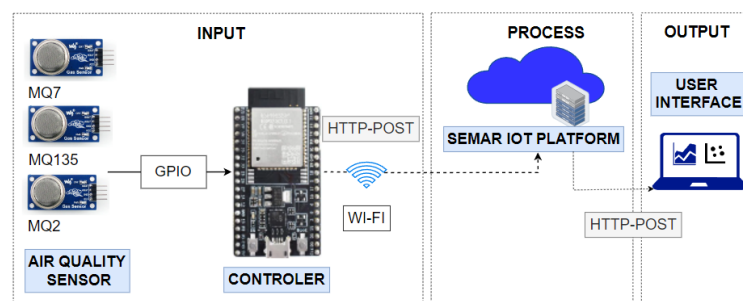 INPUT
PROCESS
OUTPUT
MQ7
MQ135
MQ2
AIR QUALITY
SENSOR
GPIO
CONTROLER
HTTP-POST
WI-FI
SEMAR IOT PLATFORM
USER
INTERFACE
HTTP-POST